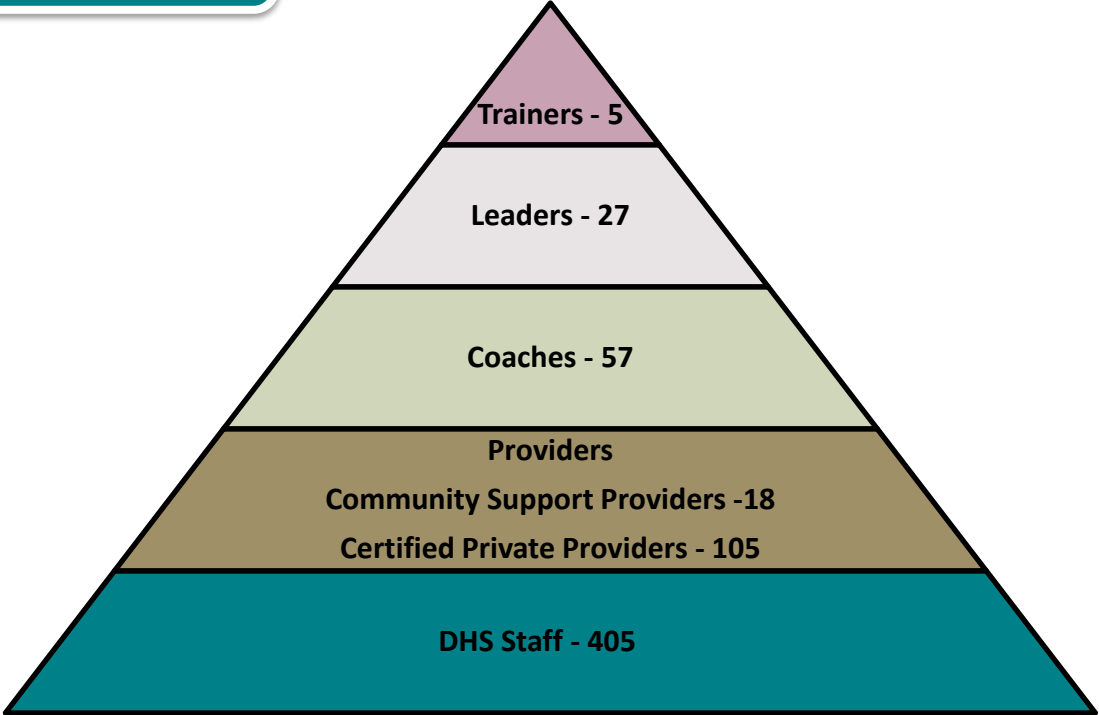 Trainers - 5
Leaders - 27
Coaches - 57
Providers
Community Support Providers -18
Certified Private Providers - 105
DHS Staff - 405